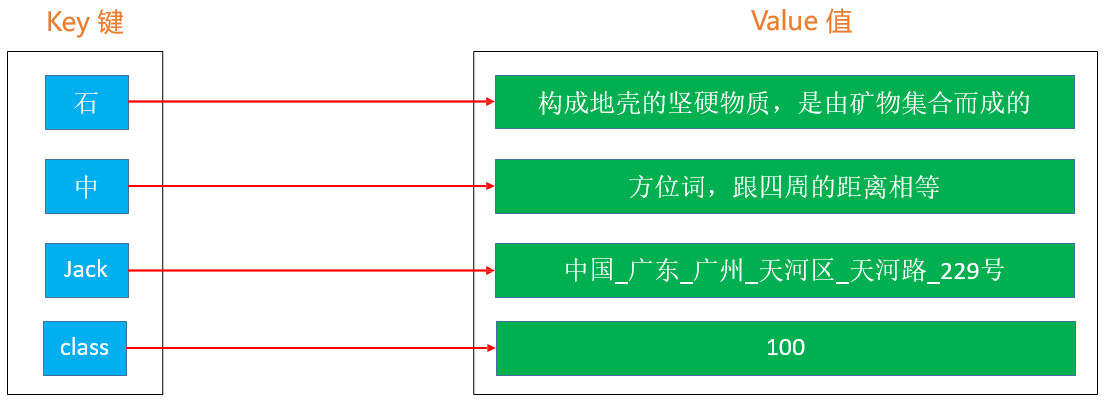 Key 键
Value 值
石
构成地壳的坚硬物质，是由矿物集合而成的
中
方位词，跟四周的距离相等
Jack
中国_广东_广州_天河区_天河路_229号
class
100